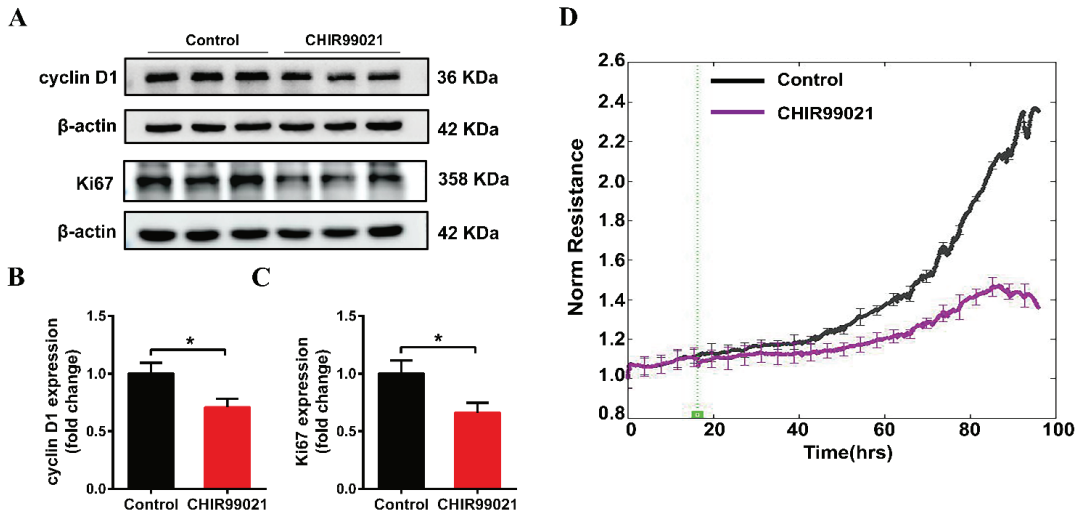 A
Control CHIR99021
cyclin D1 36 KDa
β-actin 42 KDa
Ki67 358 KDa
β-actin 42 KDa
B
cyclin D1 expression
(fold change)
1.5
1.0
0.5
0.0
*
Control CHIR99021
C
Ki67 expression
(fold change)
1.5
1.0
0.5
0.0
*
Control CHIR99021
D
Norm Resistance
2.6
2.4
2.2
2.0
1.8
1.6
1.4
1.2
1.0
0.8
Control
CHIR99021
0 20 40 60 80 100
Time(hrs)